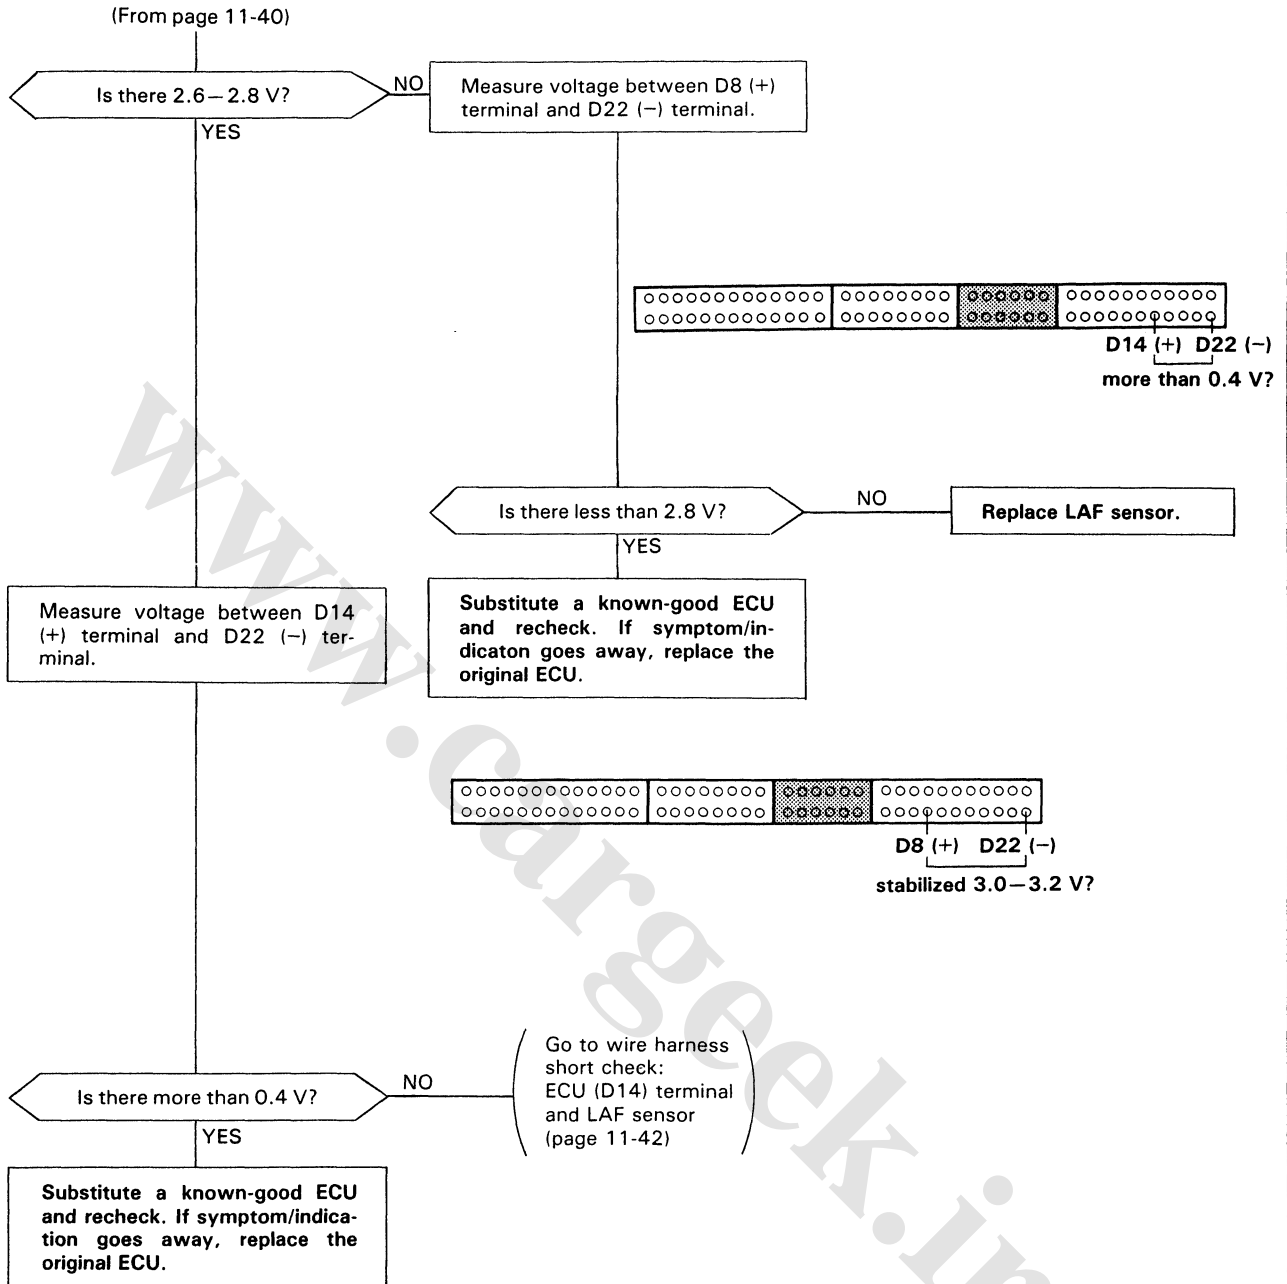 (From page 11-40)
Is there 2.6—2.8 V?
NO
YES
Measure voltage between D8 (+)
terminal and D22 (−) terminal.
D14 (+) D22 (−)
more than 0.4 V?
Is there less than 2.8 V?
NO
Replace LAF sensor.
YES
Substitute a known-good ECU
and recheck. If symptom/in-
dicaton goes away, replace the
original ECU.
Measure voltage between D14
(+) terminal and D22 (−) ter-
minal.
D8 (+) D22 (−)
stabilized 3.0—3.2 V?
Is there more than 0.4 V?
NO
Go to wire harness
short check:
ECU (D14) terminal
and LAF sensor
(page 11-42)
YES
Substitute a known-good ECU
and recheck. If symptom/indica-
tion goes away, replace the
original ECU.
www.cargeek.ir